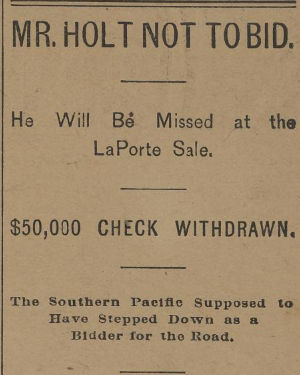 MR. HOLT NOT TO BID.
He Will Be Missed at the
LaPorte Sale.
$50,000 CHECK WITHDRAWN.
The Southern Pacific Supposed to
Have Stepped Down as a
Bidder for the Road.